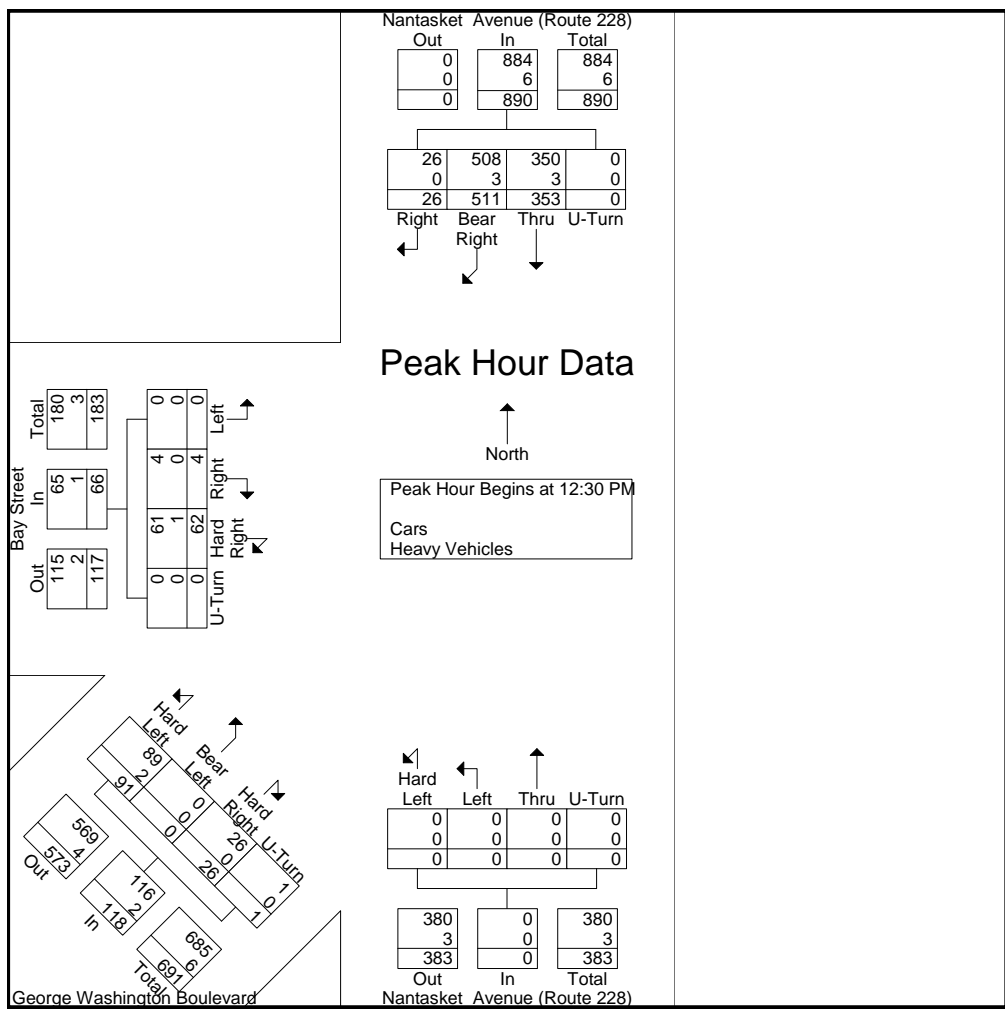 Nantasket Avenue (Route 228)
Out In Total
0 884 884
0 6 6
0 890 890
26 508 350 0
0 3 3 0
26 511 353 0
Right Bear Right Thru U-Turn
Peak Hour Data
North
Peak Hour Begins at 12:30 PM
Cars
Heavy Vehicles
Bay Street
Out In Total
115 65 180
2 1 3
117 66 183
0 61 4 0
0 1 0 0
0 62 4 0
U-Turn Hard Right Right Left
Hard Left Bear Left Hard Right U-Turn
89 0 26 1
2 0 0 0
91 0 26 1
569 116 685
4 2 6
573 118 691
Out In Total
George Washington Boulevard
Hard Left Left Thru U-Turn
0 0 0 0
0 0 0 0
0 0 0 0
380 0 380
3 0 3
383 0 383
Out In Total
Nantasket Avenue (Route 228)